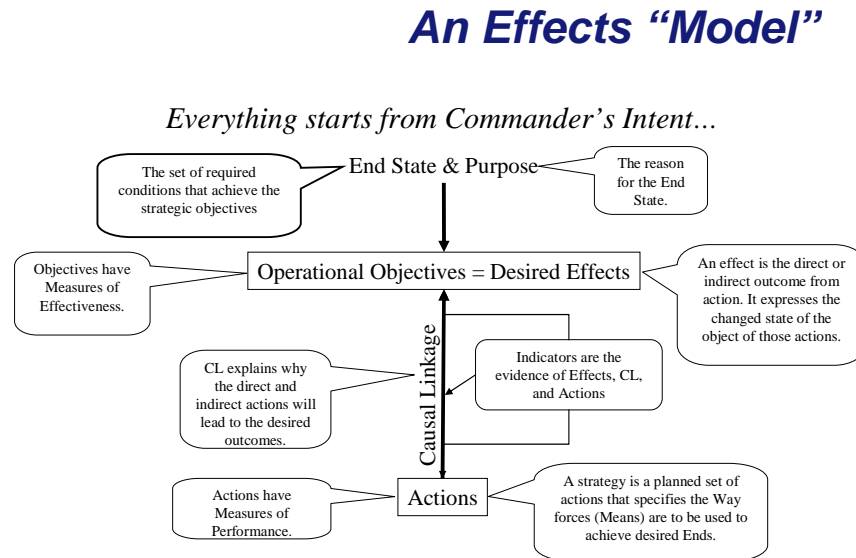 An Effects “Model”
Everything starts from Commander’s Intent…
The set of required
conditions that achieve the
strategic objectives
End State & Purpose
The reason
for the End
State.
Objectives have
Measures of
Effectiveness.
Operational Objectives = Desired Effects
An effect is the direct or
indirect outcome from
action. It expresses the
changed state of the
object of those actions.
CL explains why
the direct and
indirect actions will
lead to the desired
outcomes.
Causal Linkage
Indicators are the
evidence of Effects, CL,
and Actions
Actions have
Measures of
Performance.
Actions
A strategy is a planned set of
actions that specifies the Way
forces (Means) are to be used to
achieve desired Ends.